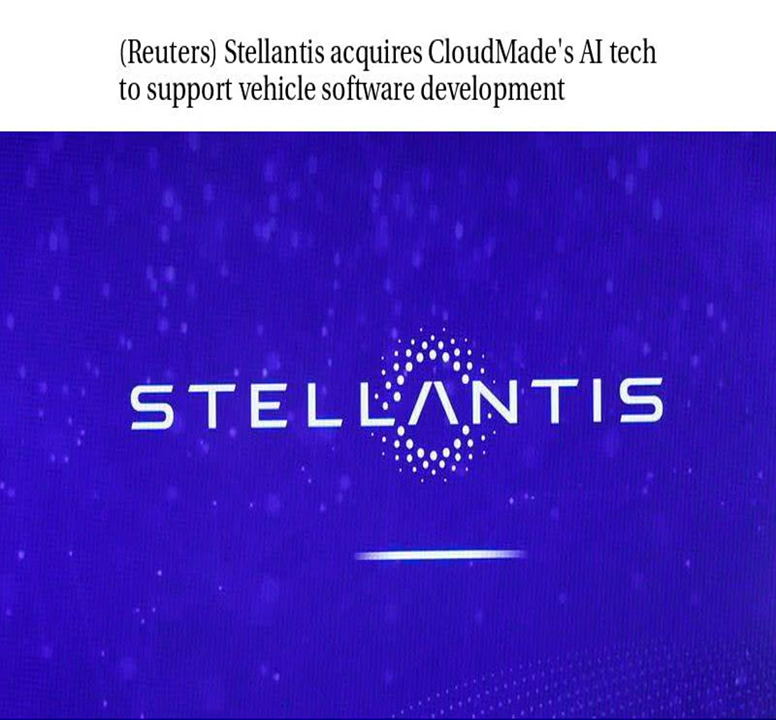 (Reuters) Stellantis acquires CloudMade's AI tech
to support vehicle software development
STELLANTIS